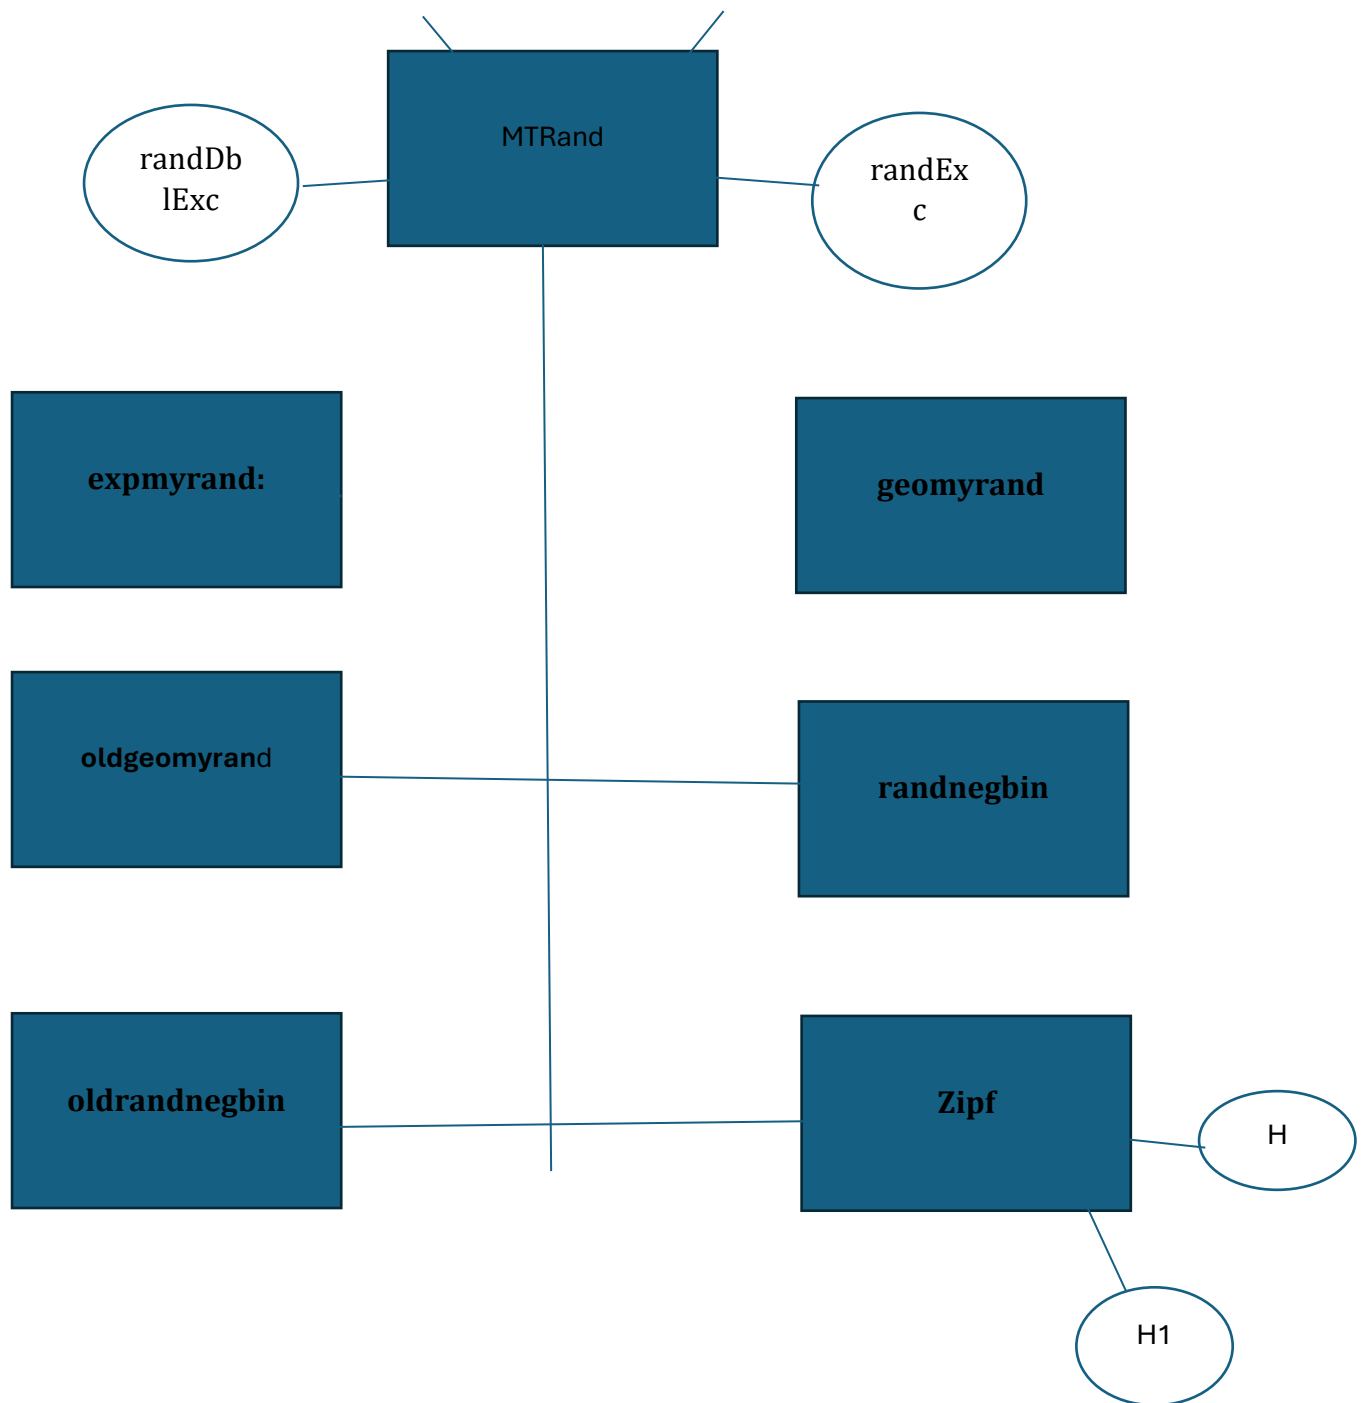 MTRand
randDb
lExc
randEx
c
expmyrand:
geomyrand
oldgeomyrand
randnegbin
oldrandnegbin
Zipf
H
H1